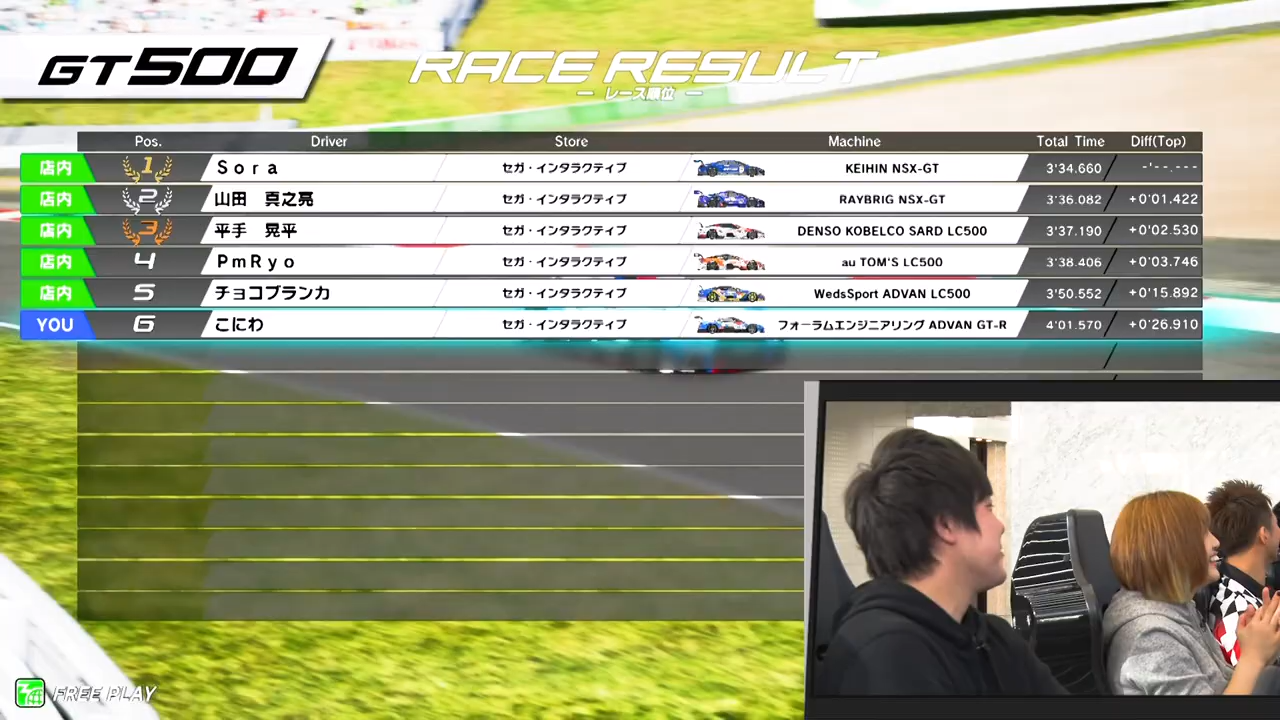 GT500
RACE RESULT
ー レース順位 ー
Pos. Driver Store Machine Total Time Diff(Top)
店内 1 Ｓｏｒａ セガ・インタラクティブ KEIHIN NSX-GT 3'34.660 -'--.---
店内 2 山田　真之亮 セガ・インタラクティブ RAYBRIG NSX-GT 3'36.082 +0'01.422
店内 3 平手　晃平 セガ・インタラクティブ DENSO KOBELCO SARD LC500 3'37.190 +0'02.530
店内 4 ＰｍＲｙｏ セガ・インタラクティブ au TOM'S LC500 3'38.406 +0'03.746
店内 5 チョコブランカ セガ・インタラクティブ WedsSport ADVAN LC500 3'50.552 +0'15.892
YOU 6 こにわ セガ・インタラクティブ フォーラムエンジニアリング ADVAN GT-R 4'01.570 +0'26.910
FREE PLAY